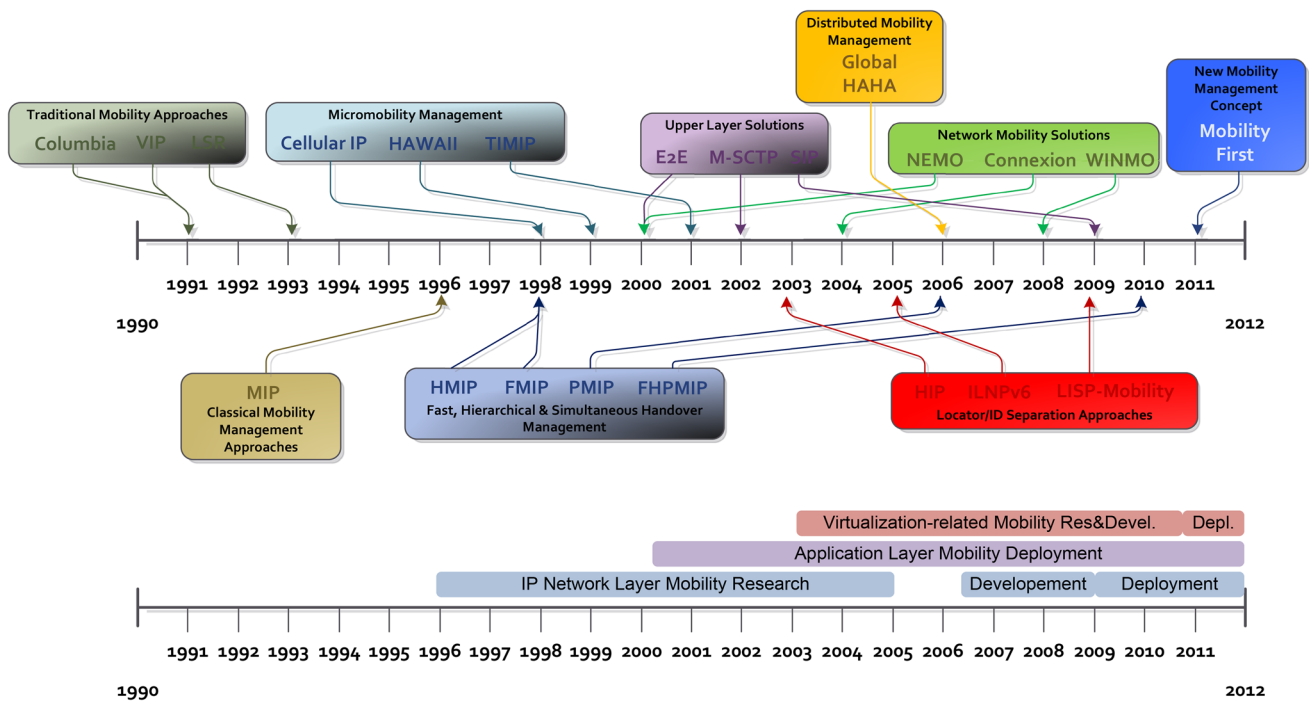 Distributed Mobility
Management
Global
HAHA
New Mobility
Management
Concept
Mobility
First
Traditional Mobility Approaches
Columbia VIP LSR
Micromobility Management
Cellular IP HAWAII TIMIP
Upper Layer Solutions
E2E M-SCTP SIP
Network Mobility Solutions
NEMO Connexion WINMO
1991 1992 1993 1994 1995 1996 1997 1998 1999 2000 2001 2002 2003 2004 2005 2006 2007 2008 2009 2010 2011
1990 2012
MIP
Classical Mobility
Management
Approaches
HMIP FMIP PMIP FHPMIP
Fast, Hierarchical & Simultaneous Handover
Management
HIP ILNPv6 LISP-Mobility
Locator/ID Separation Approaches
Virtualization-related Mobility Res&Devel. Depl.
Application Layer Mobility Deployment
IP Network Layer Mobility Research Developement Deployment
1991 1992 1993 1994 1995 1996 1997 1998 1999 2000 2001 2002 2003 2004 2005 2006 2007 2008 2009 2010 2011
1990 2012